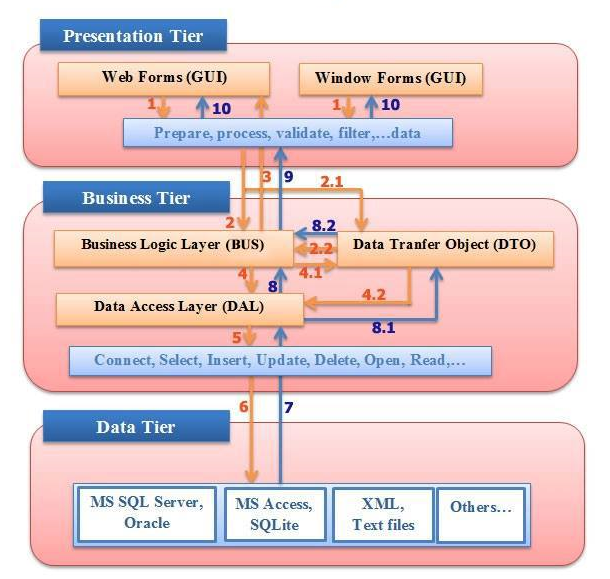 Presentation Tier
Web Forms (GUI)
Window Forms (GUI)
1
10
1
10
Prepare, process, validate, filter,…data
3
9
2.1
Business Tier
2
8.2
Business Logic Layer (BUS)
2.2
Data Tranfer Object (DTO)
4
8
4.1
4.2
Data Access Layer (DAL)
8.1
5
Connect, Select, Insert, Update, Delete, Open, Read,…
6
7
Data Tier
MS SQL Server,
Oracle
MS Access,
SQLite
XML,
Text files
Others…